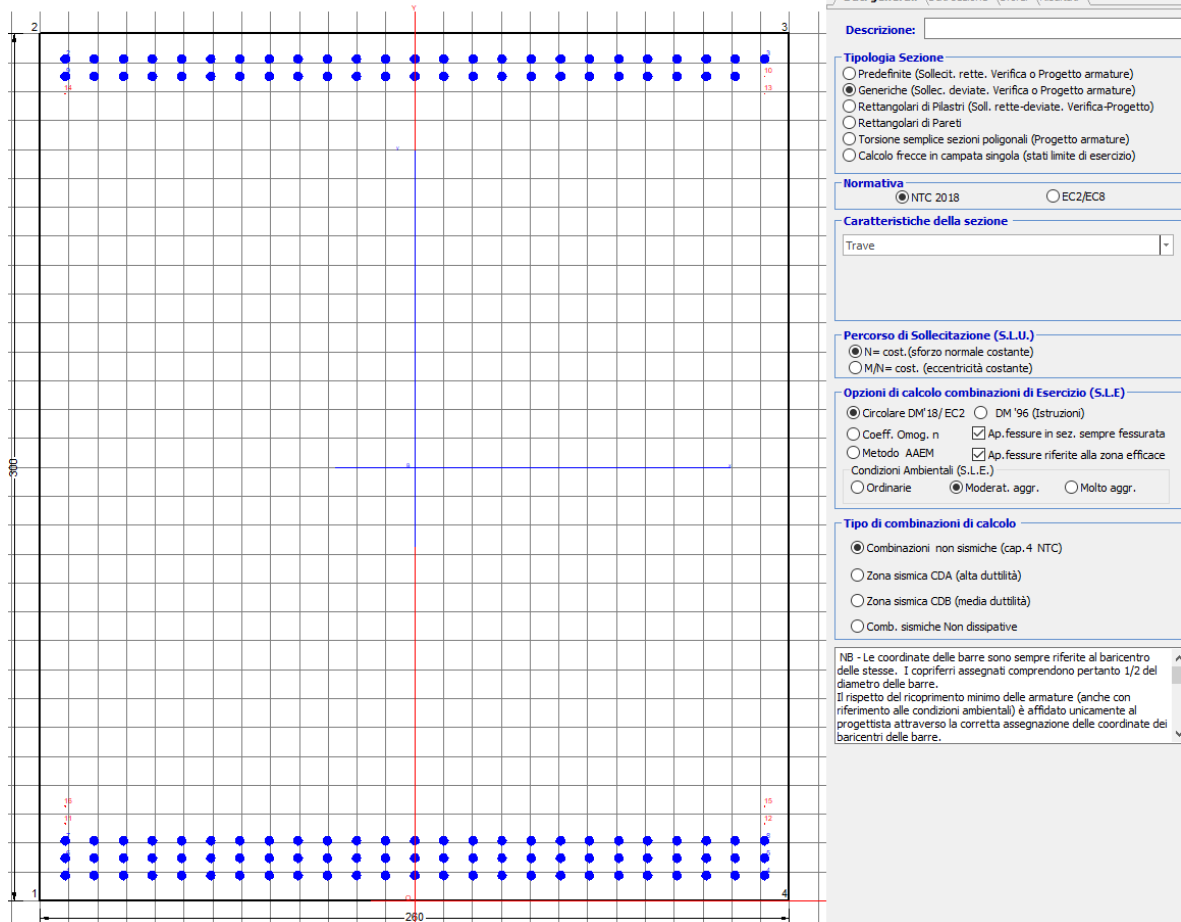 Descrizione:
Tipologia Sezione
Predefinite (Sollecit. rette. Verifica o Progetto armature)
Generiche (Sollec. deviate. Verifica o Progetto armature)
Rettangolari di Pilastri (Soll. rette-deviate. Verifica-Progetto)
Rettangolari di Pareti
Torsione semplice sezioni poligonali (Progetto armature)
Calcolo frecce in campata singola (stati limite di esercizio)
Normativa
NTC 2018 EC2/EC8
Caratteristiche della sezione
Trave
Percorso di Sollecitazione (S.L.U.)
N= cost.(sforzo normale costante)
M/N= cost. (eccentricità costante)
Opzioni di calcolo combinazioni di Esercizio (S.L.E)
Circolare DM'18/ EC2 DM '96 (Istruzioni)
Coeff. Omog. n Ap.fessure in sez. sempre fessurata
Metodo AAEM Ap.fessure riferite alla zona efficace
Condizioni Ambientali (S.L.E.)
Ordinarie Moderat. aggr. Molto aggr.
Tipo di combinazioni di calcolo
Combinazioni non sismiche (cap.4 NTC)
Zona sismica CDA (alta duttilità)
Zona sismica CDB (media duttilità)
Comb. sismiche Non dissipative
NB - Le coordinate delle barre sono sempre riferite al baricentro
delle stesse. I copriferri assegnati comprendono pertanto 1/2 del
diametro delle barre.
Il rispetto del ricoprimento minimo delle armature (anche con
riferimento alle condizioni ambientali) è affidato unicamente al
progettista attraverso la corretta assegnazione delle coordinate dei
baricentri delle barre.
Y
2 3
10
14 13
300
16 15
11 12
1 4
260